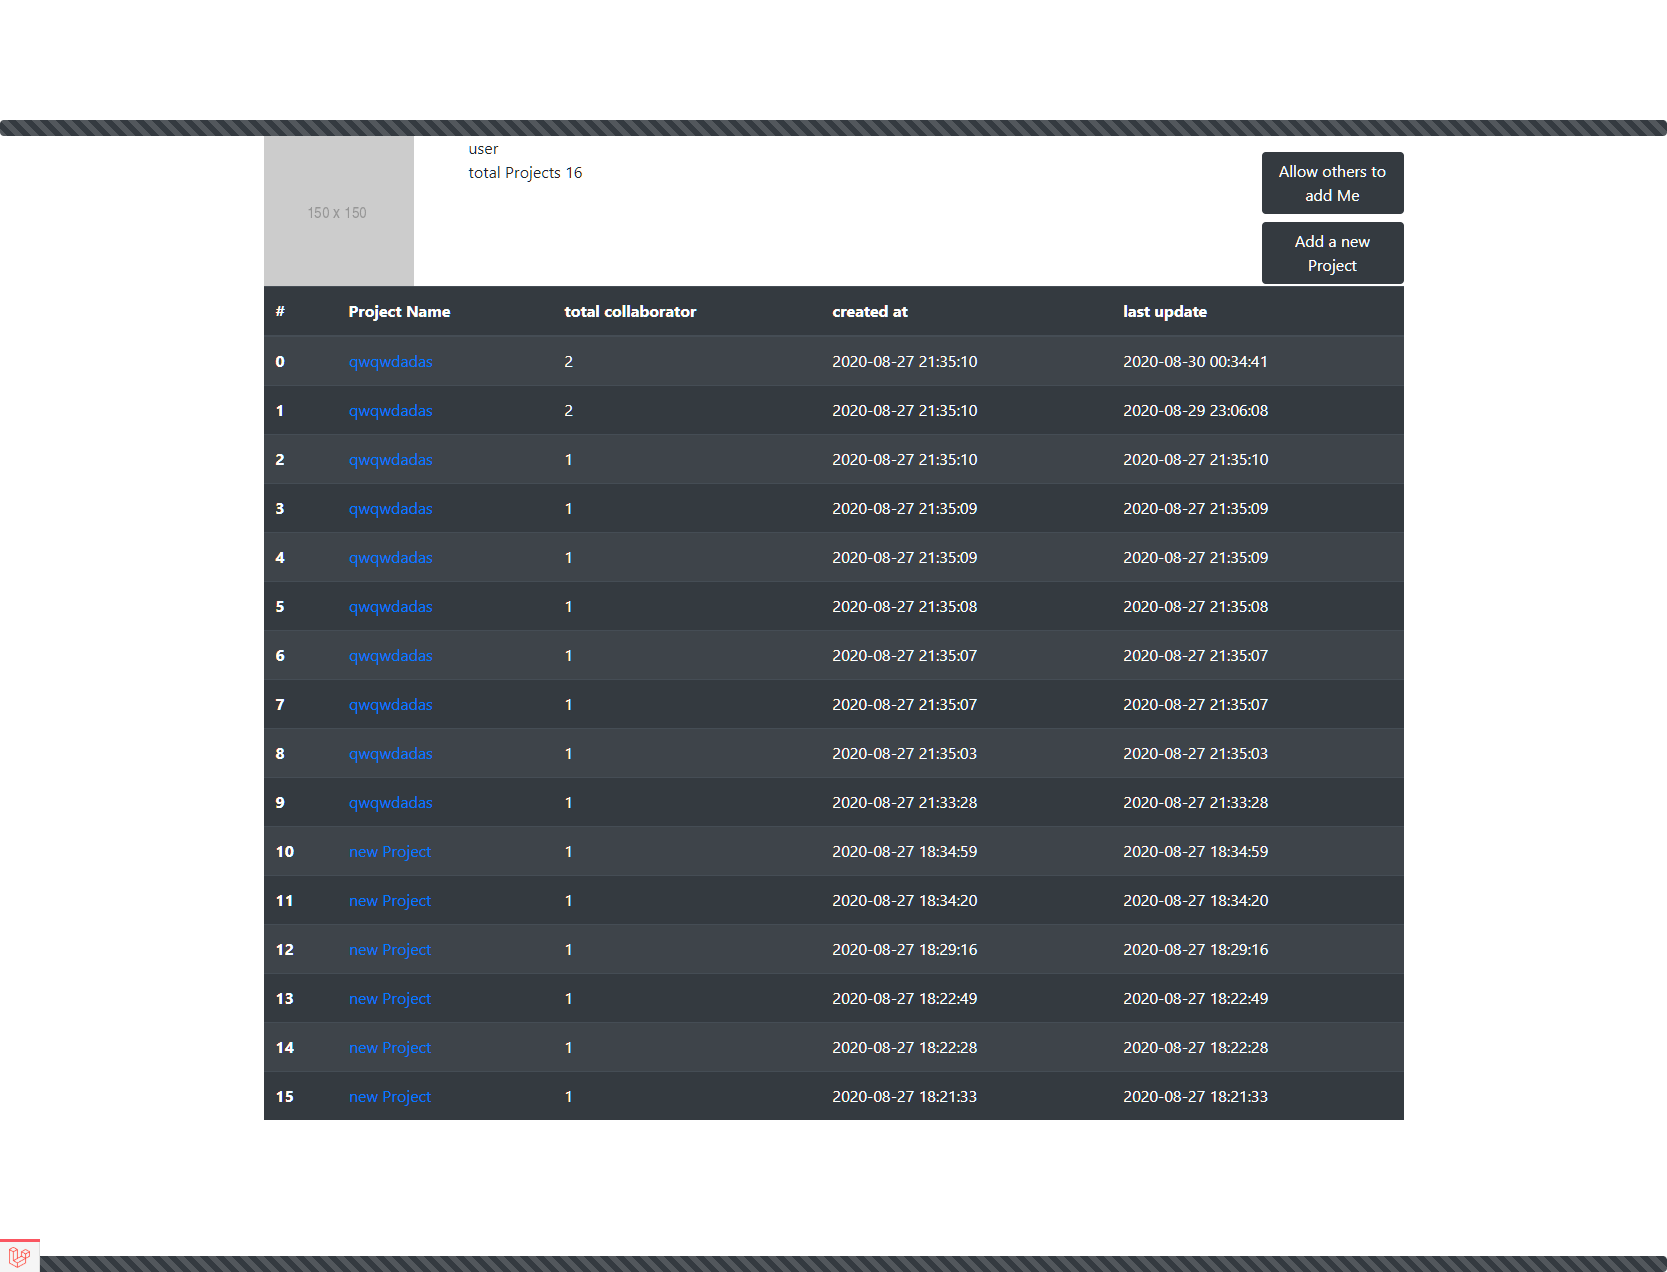 user
total Projects 16
150 x 150
Allow others to
add Me
Add a new
Project
# Project Name total collaborator created at last update
0 qwqwdadas 2 2020-08-27 21:35:10 2020-08-30 00:34:41
1 qwqwdadas 2 2020-08-27 21:35:10 2020-08-29 23:06:08
2 qwqwdadas 1 2020-08-27 21:35:10 2020-08-27 21:35:10
3 qwqwdadas 1 2020-08-27 21:35:09 2020-08-27 21:35:09
4 qwqwdadas 1 2020-08-27 21:35:09 2020-08-27 21:35:09
5 qwqwdadas 1 2020-08-27 21:35:08 2020-08-27 21:35:08
6 qwqwdadas 1 2020-08-27 21:35:07 2020-08-27 21:35:07
7 qwqwdadas 1 2020-08-27 21:35:07 2020-08-27 21:35:07
8 qwqwdadas 1 2020-08-27 21:35:03 2020-08-27 21:35:03
9 qwqwdadas 1 2020-08-27 21:33:28 2020-08-27 21:33:28
10 new Project 1 2020-08-27 18:34:59 2020-08-27 18:34:59
11 new Project 1 2020-08-27 18:34:20 2020-08-27 18:34:20
12 new Project 1 2020-08-27 18:29:16 2020-08-27 18:29:16
13 new Project 1 2020-08-27 18:22:49 2020-08-27 18:22:49
14 new Project 1 2020-08-27 18:22:28 2020-08-27 18:22:28
15 new Project 1 2020-08-27 18:21:33 2020-08-27 18:21:33